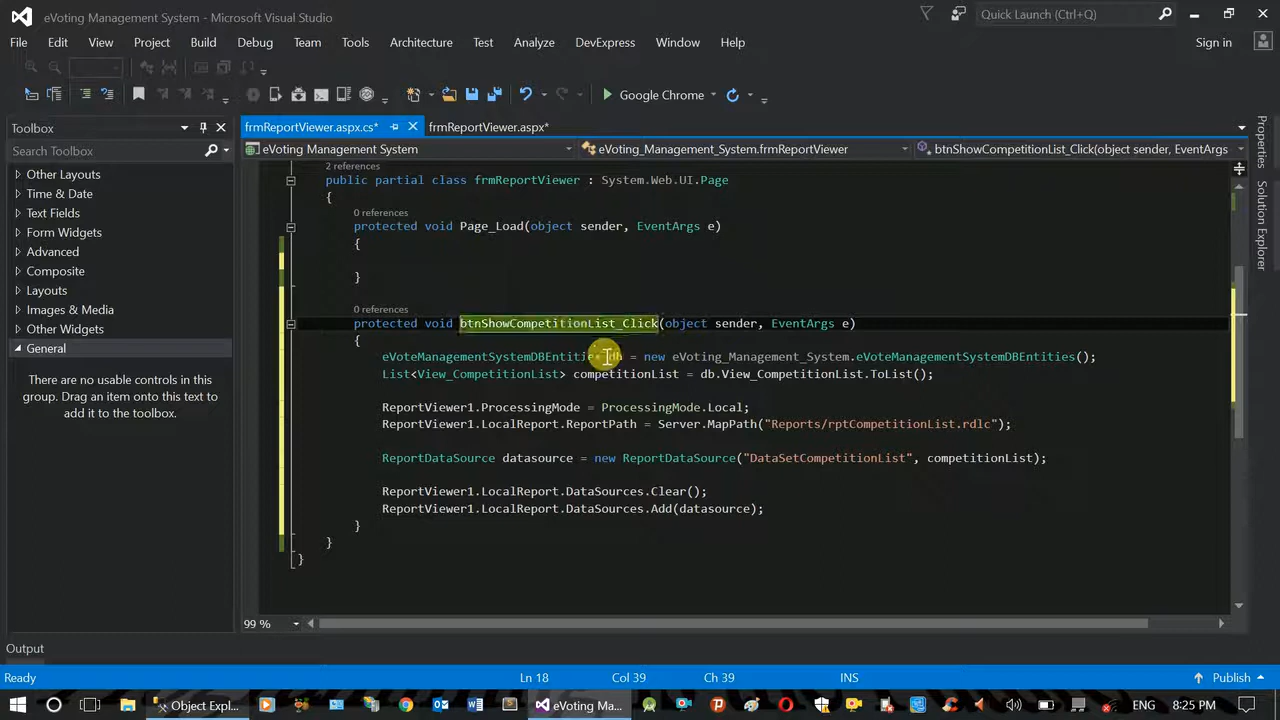 eVoting Management System - Microsoft Visual Studio
Quick Launch (Ctrl+Q)
File Edit View Project Build Debug Team Tools Architecture Test Analyze DevExpress Window Help
Sign in
Google Chrome
Toolbox
frmReportViewer.aspx.cs*
frmReportViewer.aspx*
Search Toolbox
eVoting Management System
eVoting_Management_System.frmReportViewer
btnShowCompetitionList_Click(object sender, EventArgs
Other Layouts
Time & Date
Text Fields
Form Widgets
Advanced
Composite
Layouts
Images & Media
Other Widgets
General
There are no usable controls in this
group. Drag an item onto this text to
add it to the toolbox.
2 references
public partial class frmReportViewer : System.Web.UI.Page
{
0 references
protected void Page_Load(object sender, EventArgs e)
{
}
0 references
protected void btnShowCompetitionList_Click(object sender, EventArgs e)
{
eVoteManagementSystemDBEntities db = new eVoting_Management_System.eVoteManagementSystemDBEntities();
List<View_CompetitionList> competitionList = db.View_CompetitionList.ToList();
ReportViewer1.ProcessingMode = ProcessingMode.Local;
ReportViewer1.LocalReport.ReportPath = Server.MapPath("Reports/rptCompetitionList.rdlc");
ReportDataSource datasource = new ReportDataSource("DataSetCompetitionList", competitionList);
ReportViewer1.LocalReport.DataSources.Clear();
ReportViewer1.LocalReport.DataSources.Add(datasource);
}
}
}
Properties
Solution Explorer
99 %
Output
Ready
Ln 18
Col 39
Ch 39
INS
Publish
Object Expl...
eVoting Ma...
ENG
8:25 PM